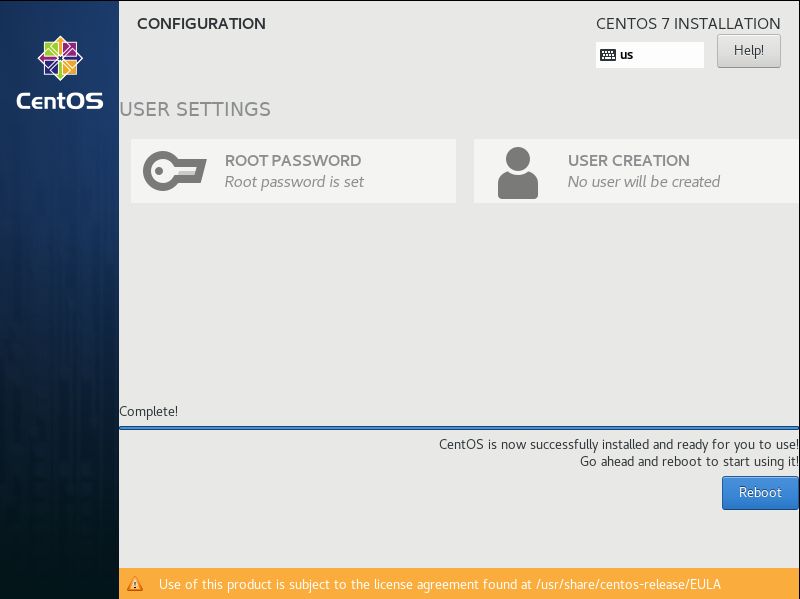 CONFIGURATION
CENTOS 7 INSTALLATION
us
Help!
CentOS
USER SETTINGS
ROOT PASSWORD
Root password is set
USER CREATION
No user will be created
Complete!
CentOS is now successfully installed and ready for you to use!
Go ahead and reboot to start using it!
Reboot
Use of this product is subject to the license agreement found at /usr/share/centos-release/EULA